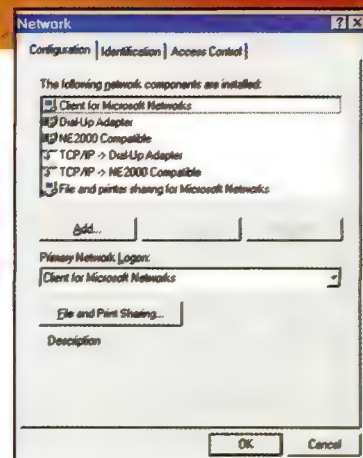 Network
Configuration Identification Access Control
The following network components are installed:
Client for Microsoft Networks
Dial-Up Adapter
NE2000 Compatible
TCP/IP -> Dial-Up Adapter
TCP/IP -> NE2000 Compatible
File and printer sharing for Microsoft Networks
Add...
Primary Network Logon:
Client for Microsoft Networks
File and Print Sharing...
Description
OK Cancel